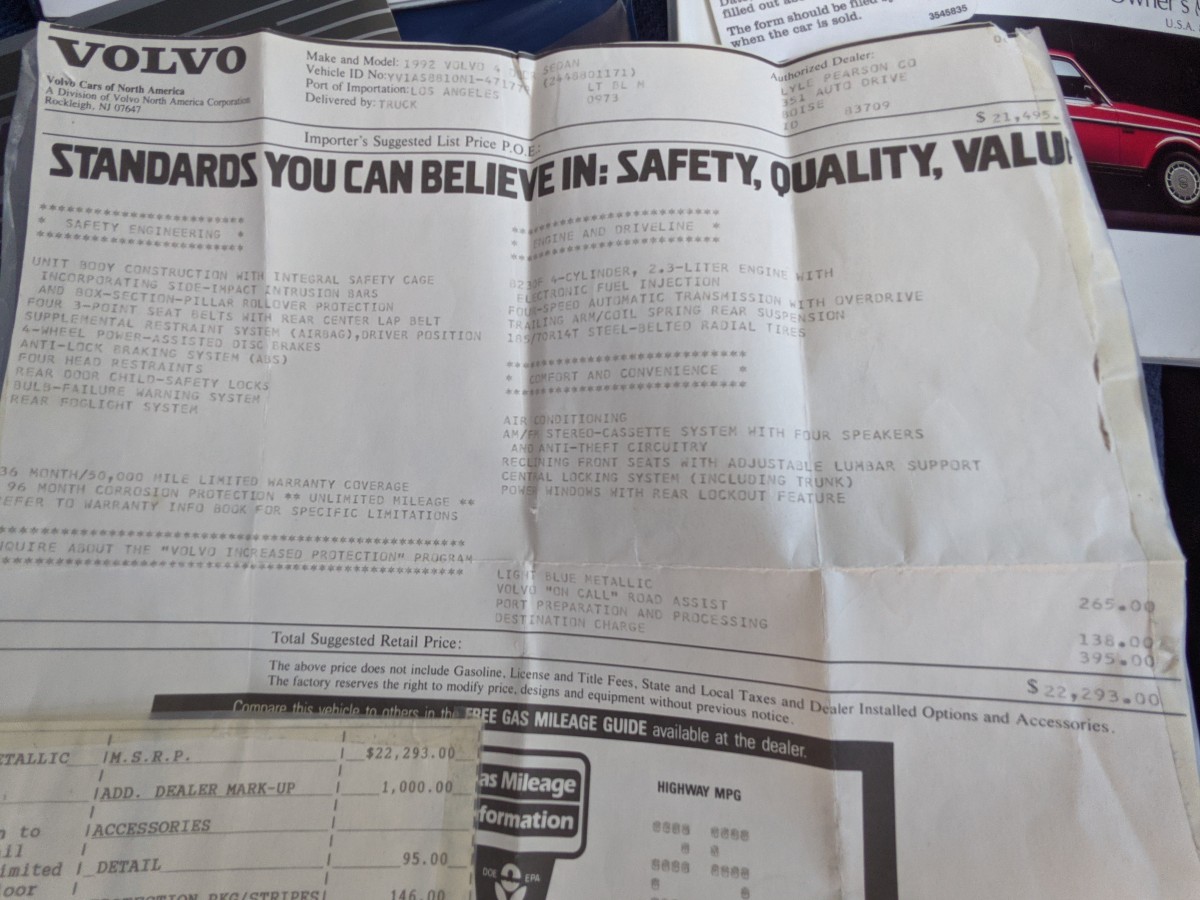 filled out
The form should be filed
when the car is sold.
3545835
Owner's
U.S.A.
VOLVO
Volvo Cars of North America
A Division of Volvo North America Corporation
Rockleigh, NJ 07647
Make and Model: 1992 VOLVO 4 SEDAN
Vehicle ID No: (2446801171)
Port of Importation: LOS ANGELES LT BL M
Delivered by: TRUCK 0973
Authorized Dealer:
LYLE PEARSON CO
351 AUTO DRIVE
BOISE 83709
ID
Importer's Suggested List Price P.O.E: $ 21,495.
STANDARDS YOU CAN BELIEVE IN: SAFETY, QUALITY, VALU
*********************
* SAFETY ENGINEERING *
*********************
UNIT BODY CONSTRUCTION WITH INTEGRAL SAFETY CAGE
INCORPORATING SIDE-IMPACT INTRUSION BARS
AND BOX-SECTION-PILLAR ROLLOVER PROTECTION
FOUR 3-POINT SEAT BELTS WITH REAR CENTER LAP BELT
SUPPLEMENTAL RESTRAINT SYSTEM (AIRBAG),DRIVER POSITION
4-WHEEL POWER-ASSISTED DISC BRAKES
ANTI-LOCK BRAKING SYSTEM (ABS)
FOUR HEAD RESTRAINTS
REAR DOOR CHILD-SAFETY LOCKS
BULB-FAILURE WARNING SYSTEM
REAR FOGLIGHT SYSTEM
36 MONTH/50,000 MILE LIMITED WARRANTY COVERAGE
96 MONTH CORROSION PROTECTION ** UNLIMITED MILEAGE **
REFER TO WARRANTY INFO BOOK FOR SPECIFIC LIMITATIONS
************************************************
NQUIRE ABOUT THE "VOLVO INCREASED PROTECTION" PROGRAM
************************************************
*********************
* ENGINE AND DRIVELINE *
*********************
B230F 4-CYLINDER, 2.3-LITER ENGINE WITH
ELECTRONIC FUEL INJECTION
FOUR-SPEED AUTOMATIC TRANSMISSION WITH OVERDRIVE
TRAILING ARM/COIL SPRING REAR SUSPENSION
185/70R14T STEEL-BELTED RADIAL TIRES
************************
* COMFORT AND CONVENIENCE *
************************
AIR CONDITIONING
AM/FM STEREO-CASSETTE SYSTEM WITH FOUR SPEAKERS
AND ANTI-THEFT CIRCUITRY
RECLINING FRONT SEATS WITH ADJUSTABLE LUMBAR SUPPORT
CENTRAL LOCKING SYSTEM (INCLUDING TRUNK)
POWER WINDOWS WITH REAR LOCKOUT FEATURE
LIGHT BLUE METALLIC 265.00
VOLVO "ON CALL" ROAD ASSIST
PORT PREPARATION AND PROCESSING 138.00
DESTINATION CHARGE 395.00
Total Suggested Retail Price: $ 22,293.00
The above price does not include Gasoline, License and Title Fees, State and Local Taxes and Dealer Installed Options and Accessories.
The factory reserves the right to modify price, designs and equipment without previous notice.
Compare this vehicle to others in the FREE GAS MILEAGE GUIDE available at the dealer.
as Mileage
formation
DOE EPA
HIGHWAY MPG
ETALLIC M.S.R.P. $22,293.00
ADD. DEALER MARK-UP 1,000.00
to ACCESSORIES
imited DETAIL 95.00
oor
PKG/STRIPES 146.00